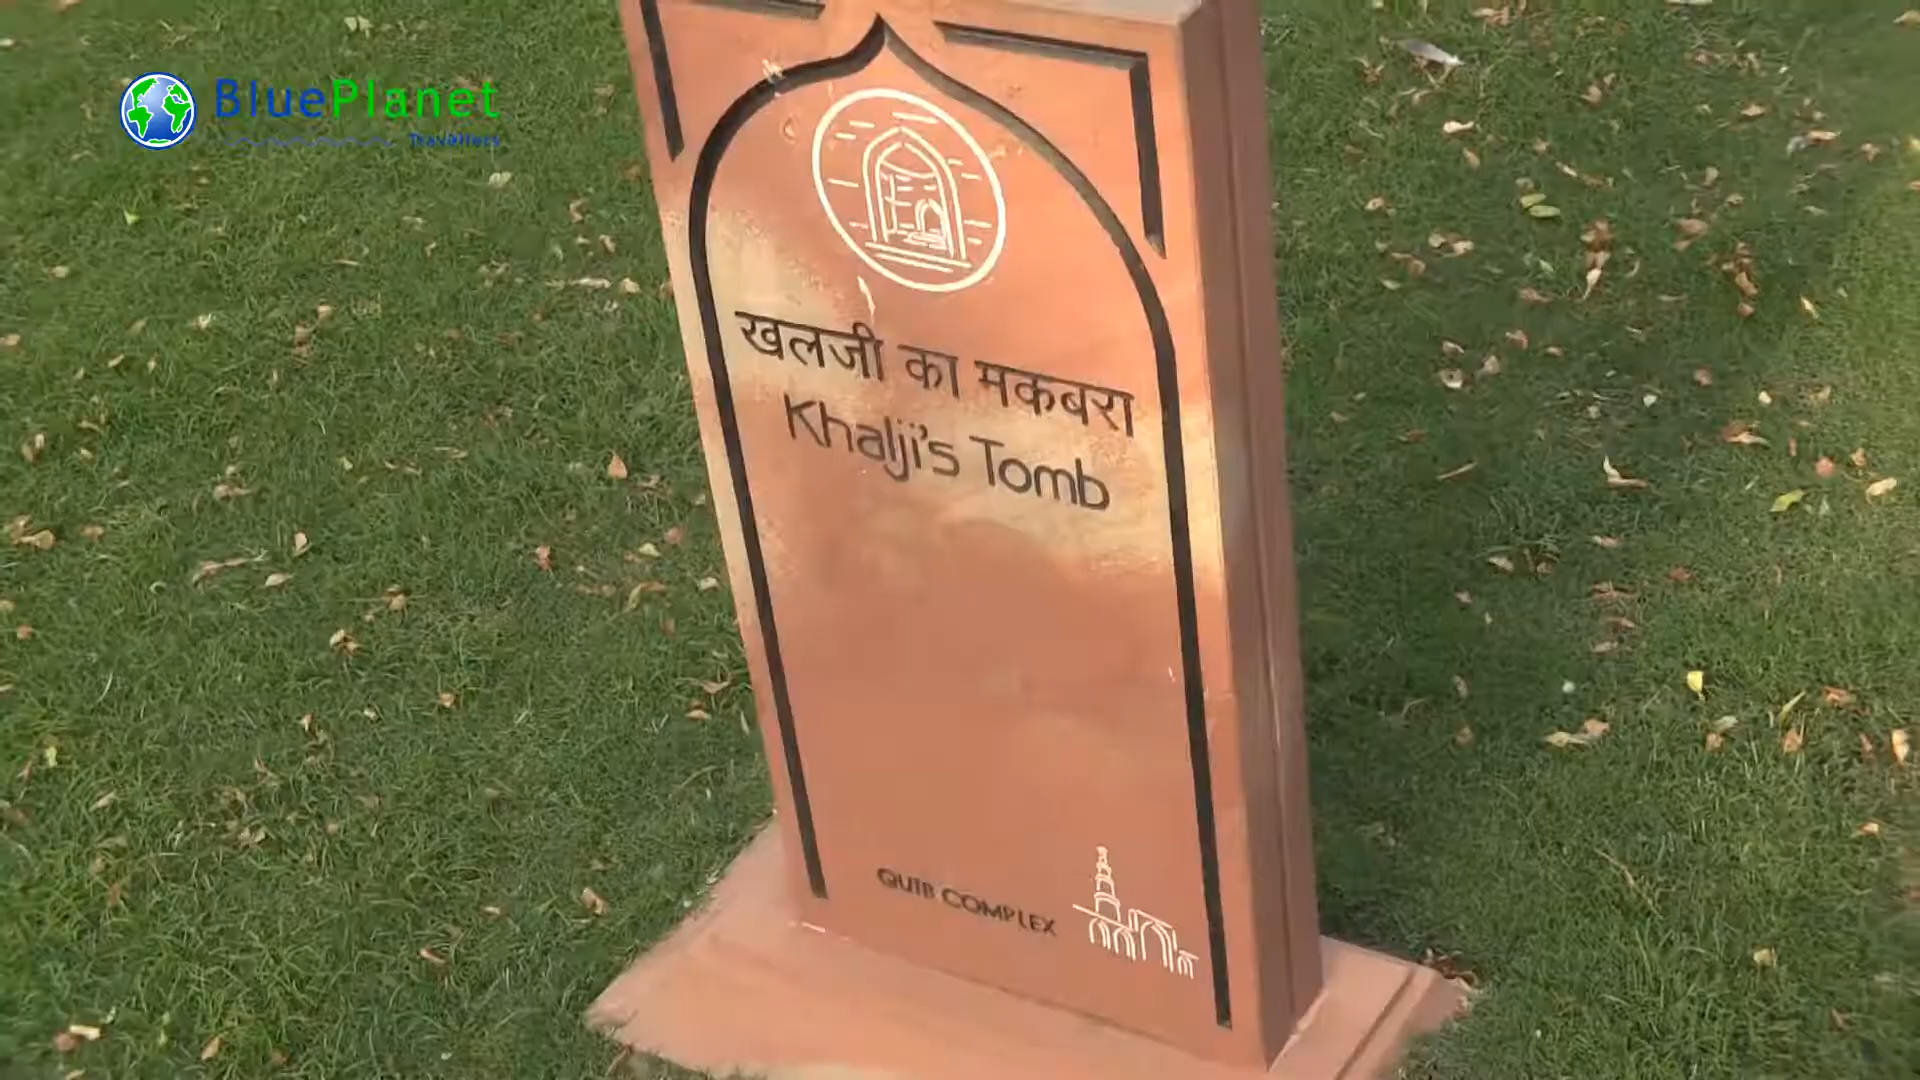 BluePlanet
Travellers
खलजी का मकबरा
Khalji's Tomb
QUTB COMPLEX